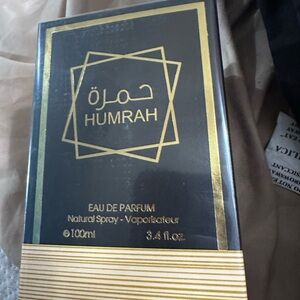 حمرة
HUMRAH
EAU DE PARFUM
Natural Spray - Vaporisateur
℮100ml 3.4 fl.oz.